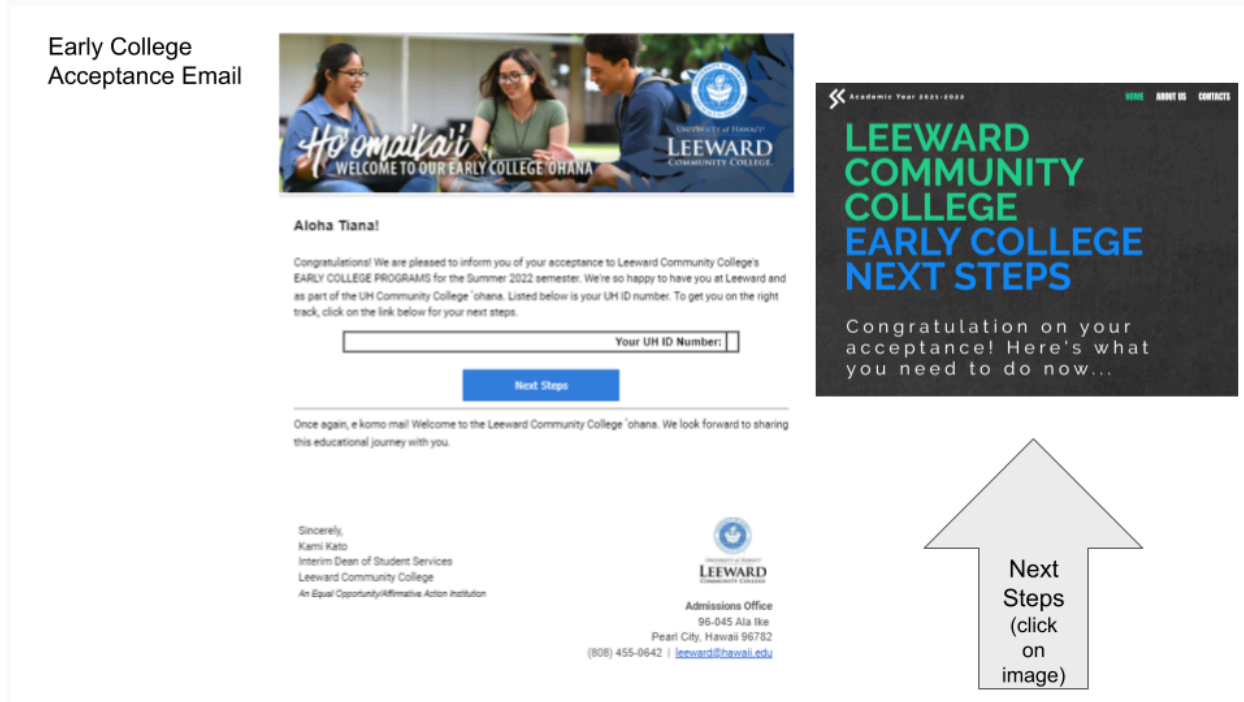 Early College
Acceptance Email
Ho'omaika'i
WELCOME TO OUR EARLY COLLEGE 'OHANA
UNIVERSITY of HAWAI'I®
LEEWARD
COMMUNITY COLLEGE.
Aloha Tiana!
Congratulations! We are pleased to inform you of your acceptance to Leeward Community College's
EARLY COLLEGE PROGRAMS for the Summer 2022 semester. We're so happy to have you at Leeward and
as part of the UH Community College `ohana. Listed below is your UH ID number. To get you on the right
track, click on the link below for your next steps.
Your UH ID Number:
Next Steps
Once again, e komo mai! Welcome to the Leeward Community College `ohana. We look forward to sharing
this educational journey with you.
Sincerely,
Kami Kato
Interim Dean of Student Services
Leeward Community College
An Equal Opportunity/Affirmative Action Institution
UNIVERSITY of HAWAI'I®
LEEWARD
COMMUNITY COLLEGE
Admissions Office
96-045 Ala Ike
Pearl City, Hawaii 96782
(808) 455-0642 | leeward@hawaii.edu
Academic Year 2021-2022
HOME ABOUT US CONTACTS
LEEWARD
COMMUNITY
COLLEGE
EARLY COLLEGE
NEXT STEPS
Congratulation on your
acceptance! Here's what
you need to do now...
Next
Steps
(click
on
image)